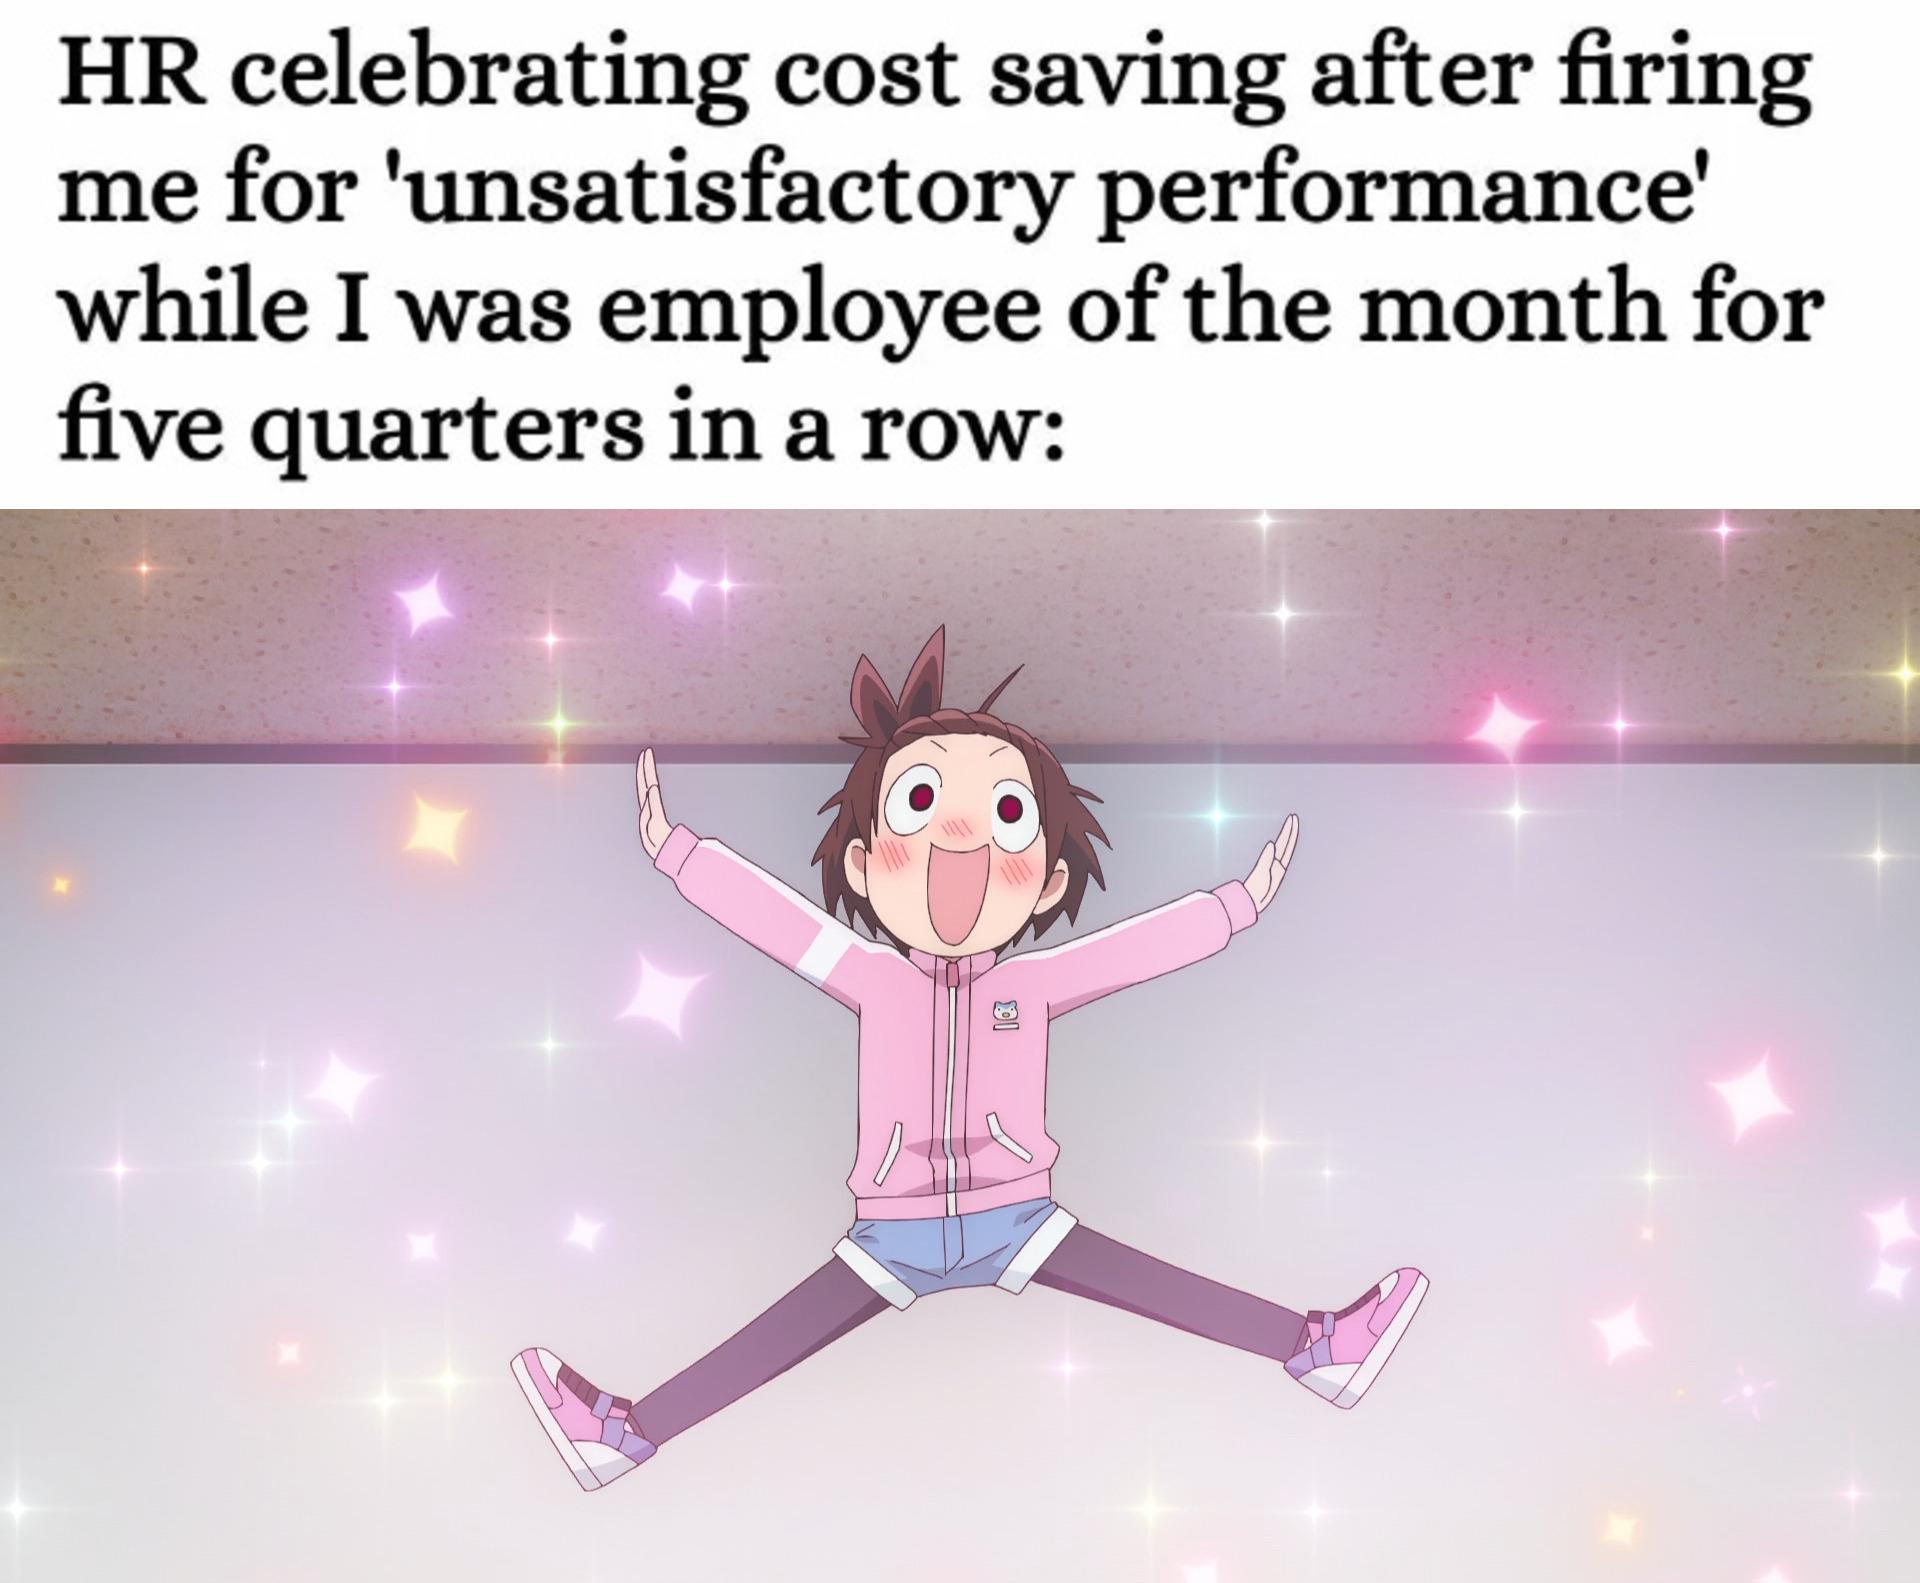 HR celebrating cost saving after firing
me for 'unsatisfactory performance'
while I was employee of the month for
five quarters in a row: